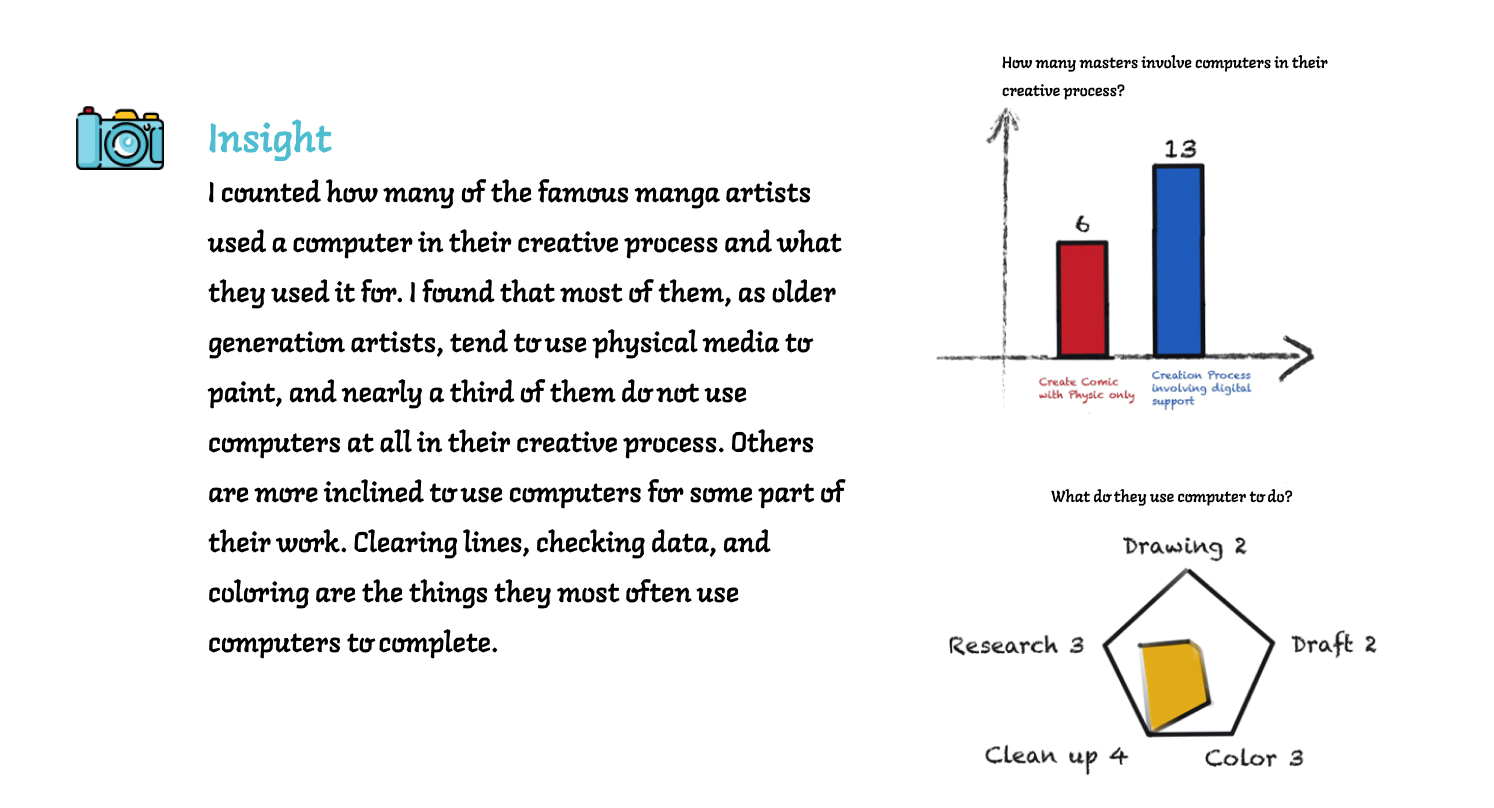 Insight
I counted how many of the famous manga artists
used a computer in their creative process and what
they used it for. I found that most of them, as older
generation artists, tend to use physical media to
paint, and nearly a third of them do not use
computers at all in their creative process. Others
are more inclined to use computers for some part of
their work. Clearing lines, checking data, and
coloring are the things they most often use
computers to complete.
How many masters involve computers in their
creative process?
13
6
Create Comic
with Physic only
Creation Process
involving digital
support
What do they use computer to do?
Drawing 2
Research 3
Draft 2
Clean up 4
Color 3